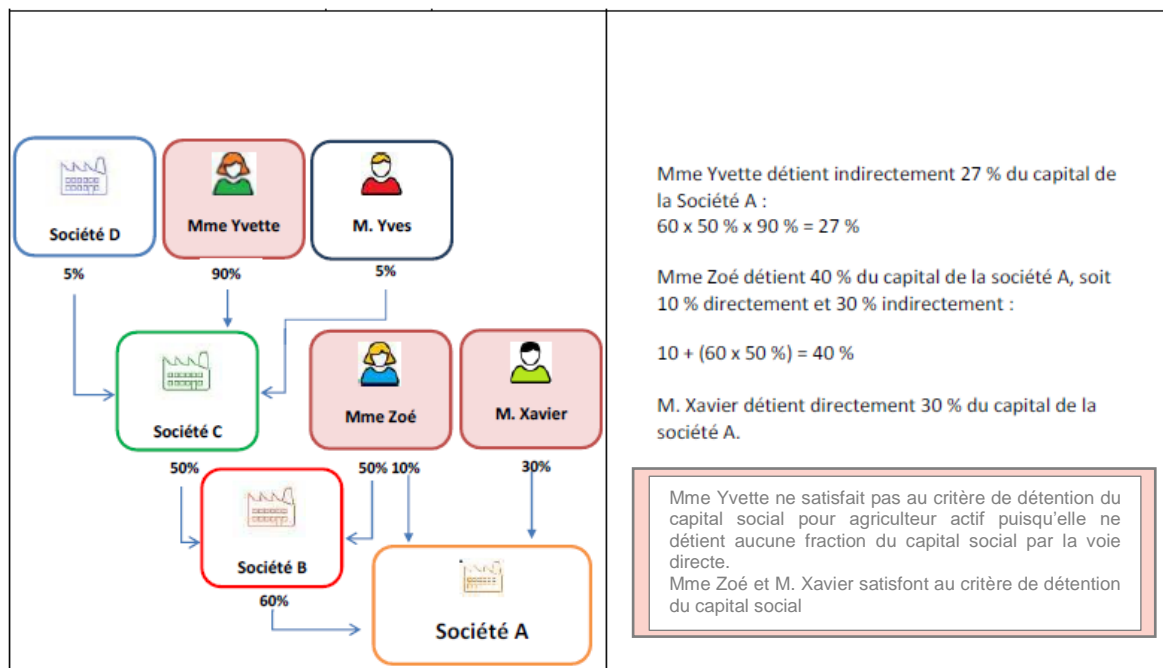 Société D
Mme Yvette
M. Yves
5%
90%
5%
Société C
Mme Zoé
M. Xavier
50%
50% 10%
30%
Société B
60%
Société A
Mme Yvette détient indirectement 27 % du capital de
la Société A :
60 x 50 % x 90 % = 27 %
Mme Zoé détient 40 % du capital de la société A, soit
10 % directement et 30 % indirectement :
10 + (60 x 50 %) = 40 %
M. Xavier détient directement 30 % du capital de la
société A.
Mme Yvette ne satisfait pas au critère de détention du
capital social pour agriculteur actif puisqu'elle ne
détient aucune fraction du capital social par la voie
directe.
Mme Zoé et M. Xavier satisfont au critère de détention
du capital social